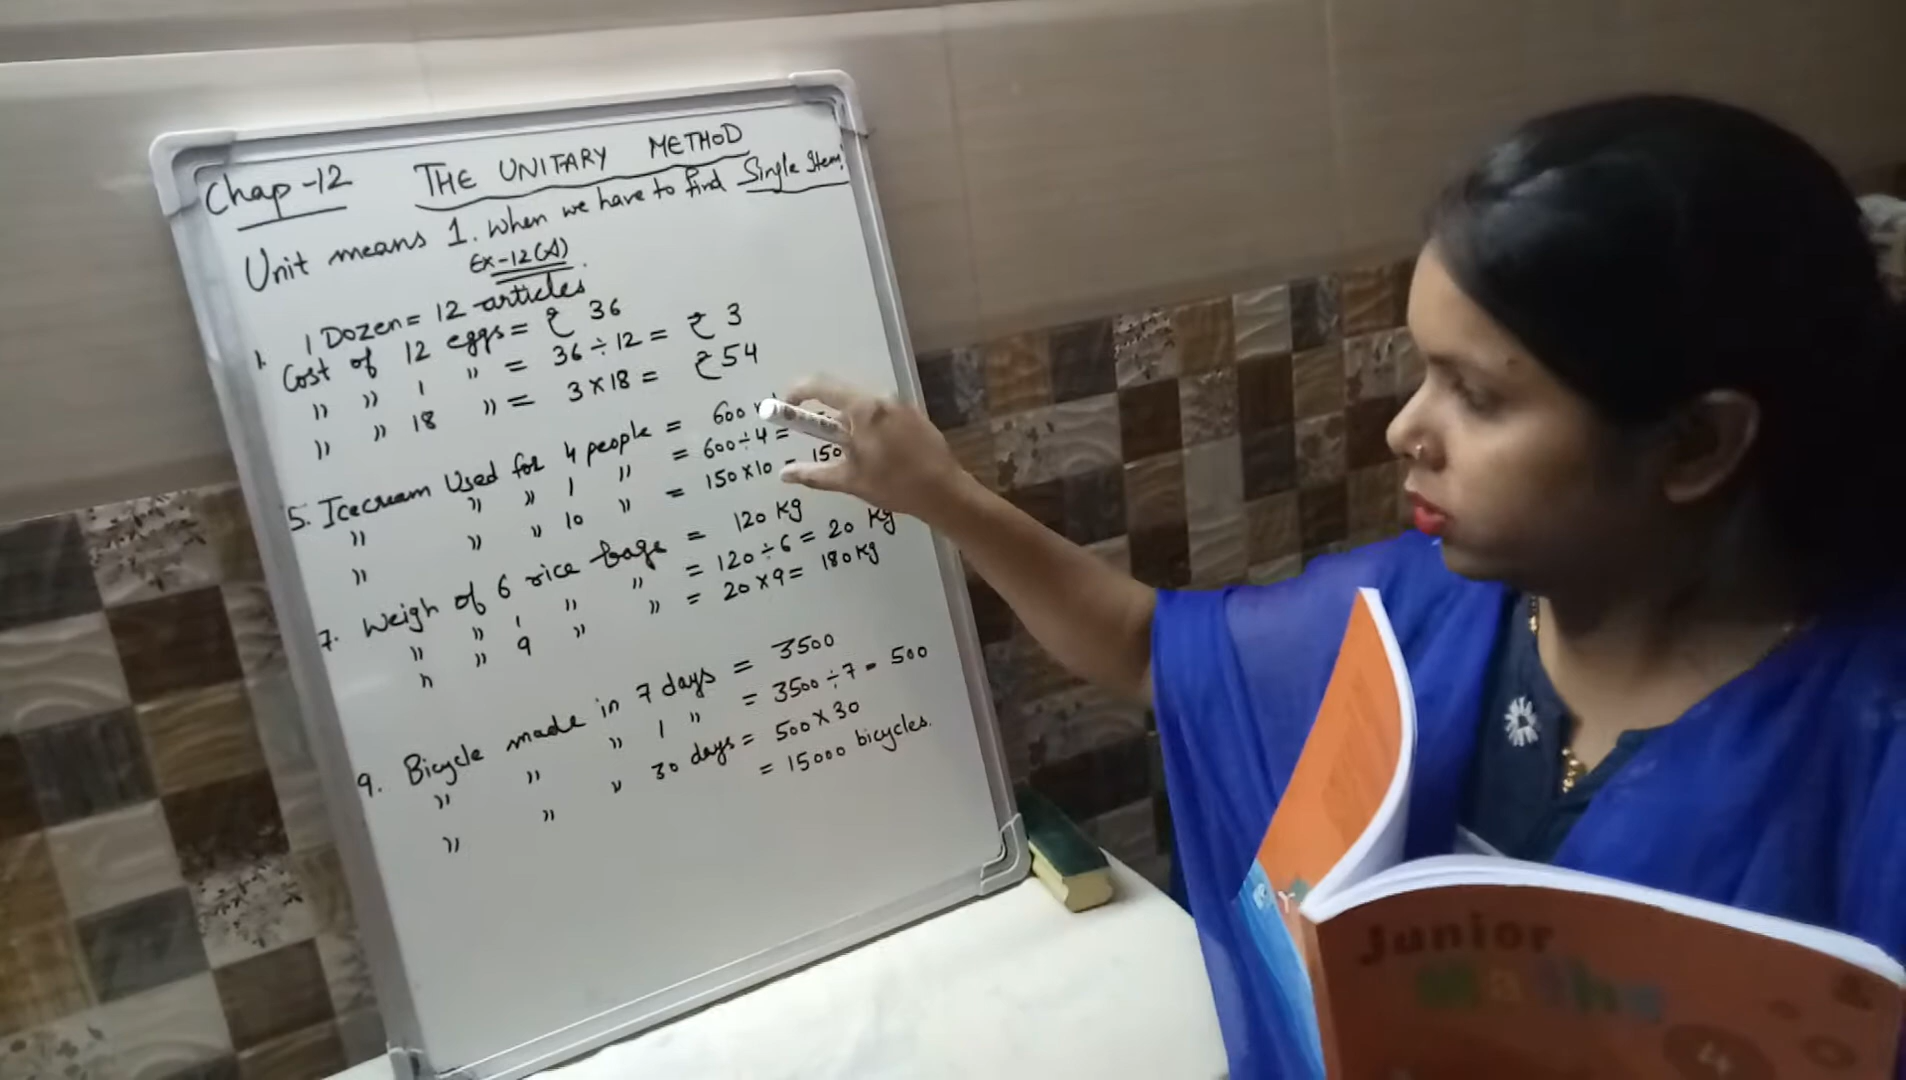 Chap-12 THE UNITARY METHOD
Unit means 1. when we have to find Single Item.
Ex-12(A)
1 Dozen = 12 articles
1. Cost of 12 eggs = ₹ 36
" " 1 " = 36 ÷ 12 = ₹ 3
" " 18 " = 3 × 18 = ₹ 54
5. Icecream Used for 4 people = 600
" " " 1 " = 600 ÷ 4 =
" " " 10 " = 150 × 10 = 150
7. Weigh of 6 rice bags = 120 Kg
" " 1 " " = 120 ÷ 6 = 20 Kg
" " 9 " " = 20 × 9 = 180 Kg
9. Bicycle made in 7 days = 3500
" " " 1 " = 3500 ÷ 7 = 500
" " " 30 days = 500 × 30
= 15000 bicycles.
Junior
Maths
4